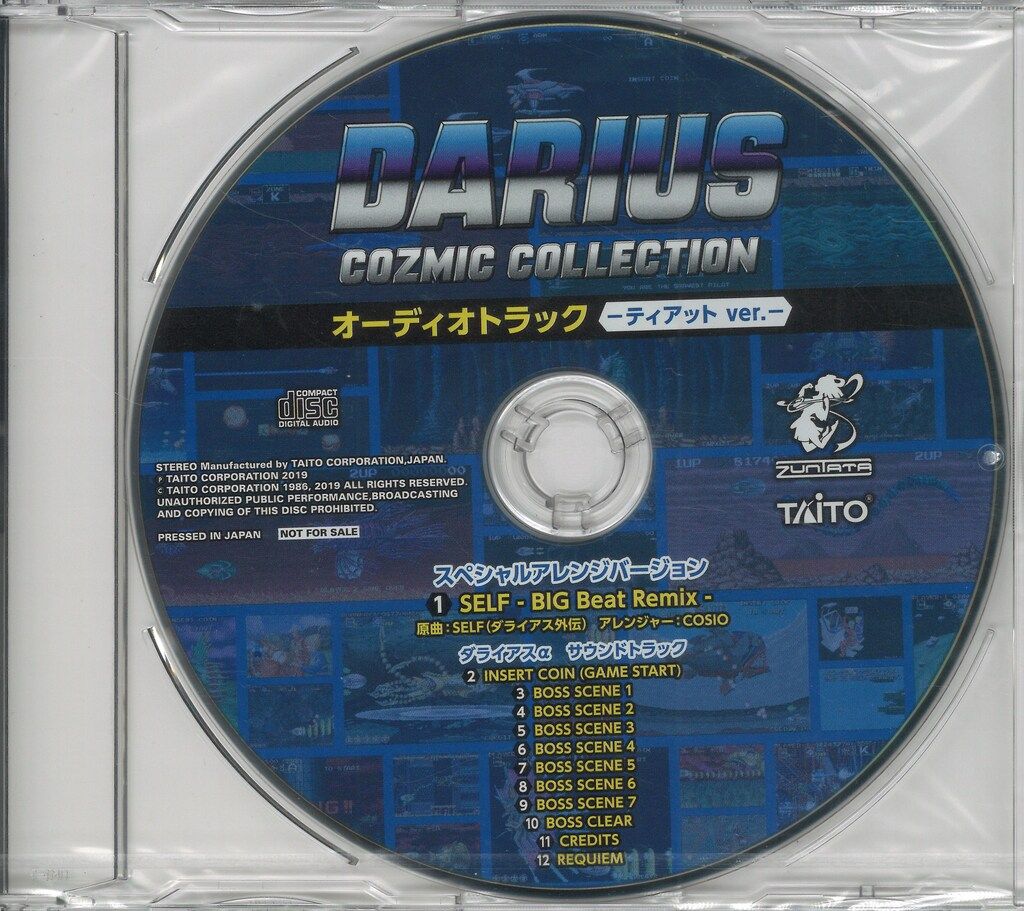 INSERT COIN
DARIUS
COZMIC COLLECTION
YOU ARE THE BRAVEST PILOT
オーディオトラック －ティアット ver.－
COMPACT
disc
DIGITAL AUDIO
STEREO Manufactured by TAITO CORPORATION,JAPAN.
Ⓟ TAITO CORPORATION 2019
© TAITO CORPORATION 1986, 2019 ALL RIGHTS RESERVED.
UNAUTHORIZED PUBLIC PERFORMANCE,BROADCASTING
AND COPYING OF THIS DISC PROHIBITED.
PRESSED IN JAPAN NOT FOR SALE
ZUNTATA
TAITO®
スペシャルアレンジバージョン
1 SELF - BIG Beat Remix -
原曲：SELF（ダライアス外伝） アレンジャー：COSIO
ダライアスα サウンドトラック
2 INSERT COIN (GAME START)
3 BOSS SCENE 1
4 BOSS SCENE 2
5 BOSS SCENE 3
6 BOSS SCENE 4
7 BOSS SCENE 5
8 BOSS SCENE 6
9 BOSS SCENE 7
10 BOSS CLEAR
11 CREDITS
12 REQUIEM